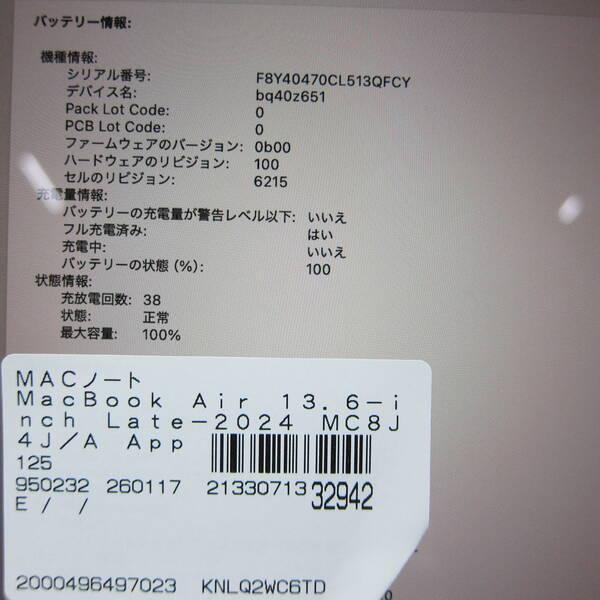 バッテリー情報:
機種情報:
シリアル番号: F8Y40470CL513QFCY
デバイス名: bq40z651
Pack Lot Code: 0
PCB Lot Code: 0
ファームウェアのバージョン: 0b00
ハードウェアのリビジョン: 100
セルのリビジョン: 6215
充電量情報:
バッテリーの充電量が警告レベル以下: いいえ
フル充電済み: はい
充電中: いいえ
バッテリーの状態 (%): 100
状態情報:
充放電回数: 38
状態: 正常
最大容量: 100%
MACノート
MacBook Air 13.6-i
nch Late-2024 MC8J
4J/A App
125
950232 260117 21330713 32942
E / /
2000496497023 KNLQ2WC6TD